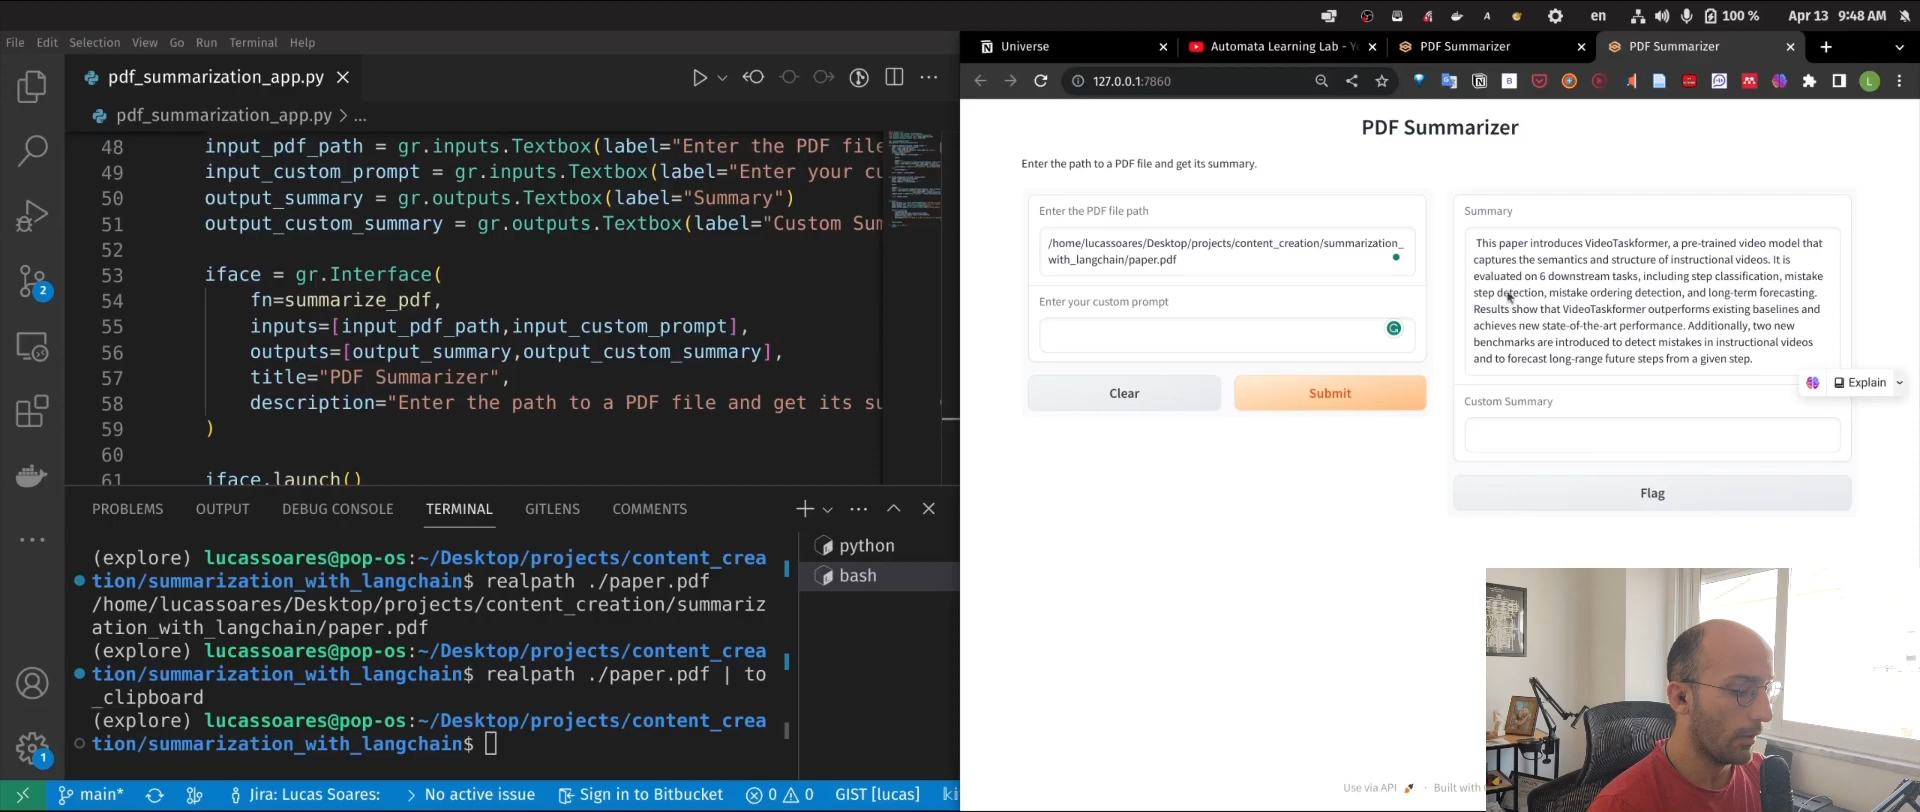 en
100 %
Apr 13 9:48 AM
File Edit Selection View Go Run Terminal Help
pdf_summarization_app.py
pdf_summarization_app.py > ...
48 input_pdf_path = gr.inputs.Textbox(label="Enter the PDF file
49 input_custom_prompt = gr.inputs.Textbox(label="Enter your cu
50 output_summary = gr.outputs.Textbox(label="Summary")
51 output_custom_summary = gr.outputs.Textbox(label="Custom Sum
52
53 iface = gr.Interface(
54 fn=summarize_pdf,
55 inputs=[input_pdf_path,input_custom_prompt],
56 outputs=[output_summary,output_custom_summary],
57 title="PDF Summarizer",
58 description="Enter the path to a PDF file and get its su
59 )
60
61 iface.launch()
PROBLEMS OUTPUT DEBUG CONSOLE TERMINAL GITLENS COMMENTS
(explore) lucassoares@pop-os:~/Desktop/projects/content_crea
tion/summarization_with_langchain$ realpath ./paper.pdf
/home/lucassoares/Desktop/projects/content_creation/summariz
ation_with_langchain/paper.pdf
(explore) lucassoares@pop-os:~/Desktop/projects/content_crea
tion/summarization_with_langchain$ realpath ./paper.pdf | to
_clipboard
(explore) lucassoares@pop-os:~/Desktop/projects/content_crea
tion/summarization_with_langchain$
python
bash
2
1
main* Jira: Lucas Soares: > No active issue Sign in to Bitbucket 0 0 GIST [lucas]
Universe
Automata Learning Lab - Y
PDF Summarizer
PDF Summarizer
127.0.0.1:7860
L
PDF Summarizer
Enter the path to a PDF file and get its summary.
Enter the PDF file path
/home/lucassoares/Desktop/projects/content_creation/summarization_
with_langchain/paper.pdf
Enter your custom prompt
Clear
Submit
Summary
This paper introduces VideoTaskformer, a pre-trained video model that
captures the semantics and structure of instructional videos. It is
evaluated on 6 downstream tasks, including step classification, mistake
step detection, mistake ordering detection, and long-term forecasting.
Results show that VideoTaskformer outperforms existing baselines and
achieves new state-of-the-art performance. Additionally, two new
benchmarks are introduced to detect mistakes in instructional videos
and to forecast long-range future steps from a given step.
Explain
Custom Summary
Flag
Use via API · Built with